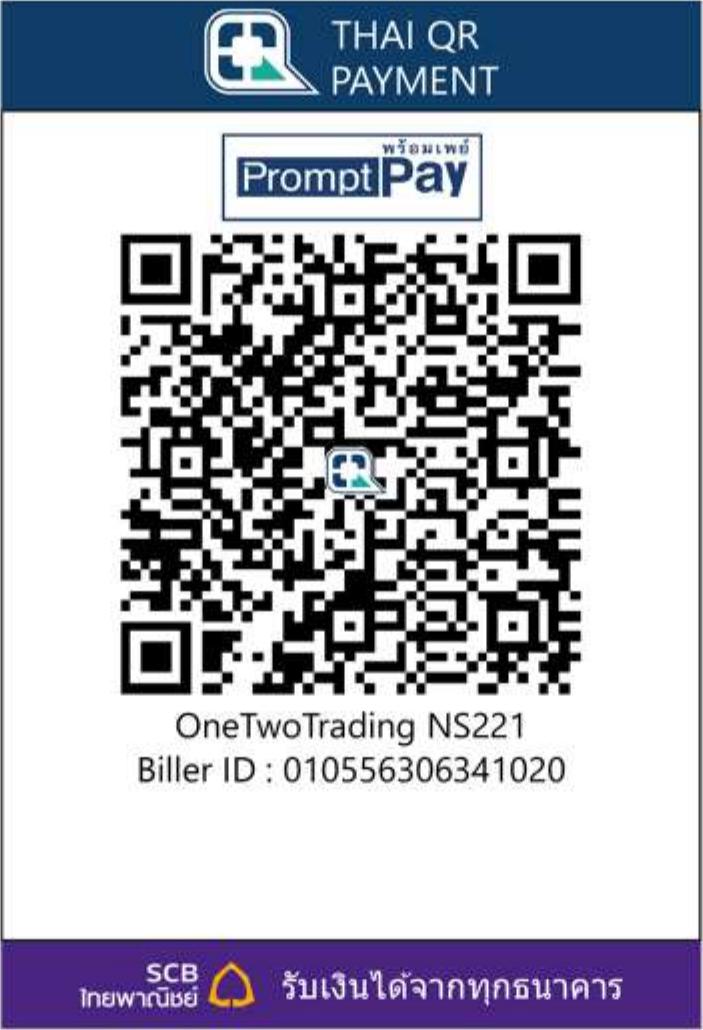 THAI QR
PAYMENT
พร้อมเพย์
PromptPay
OneTwoTrading NS221
Biller ID : 010556306341020
SCB
ไทยพาณิชย์
รับเงินได้จากทุกธนาคาร